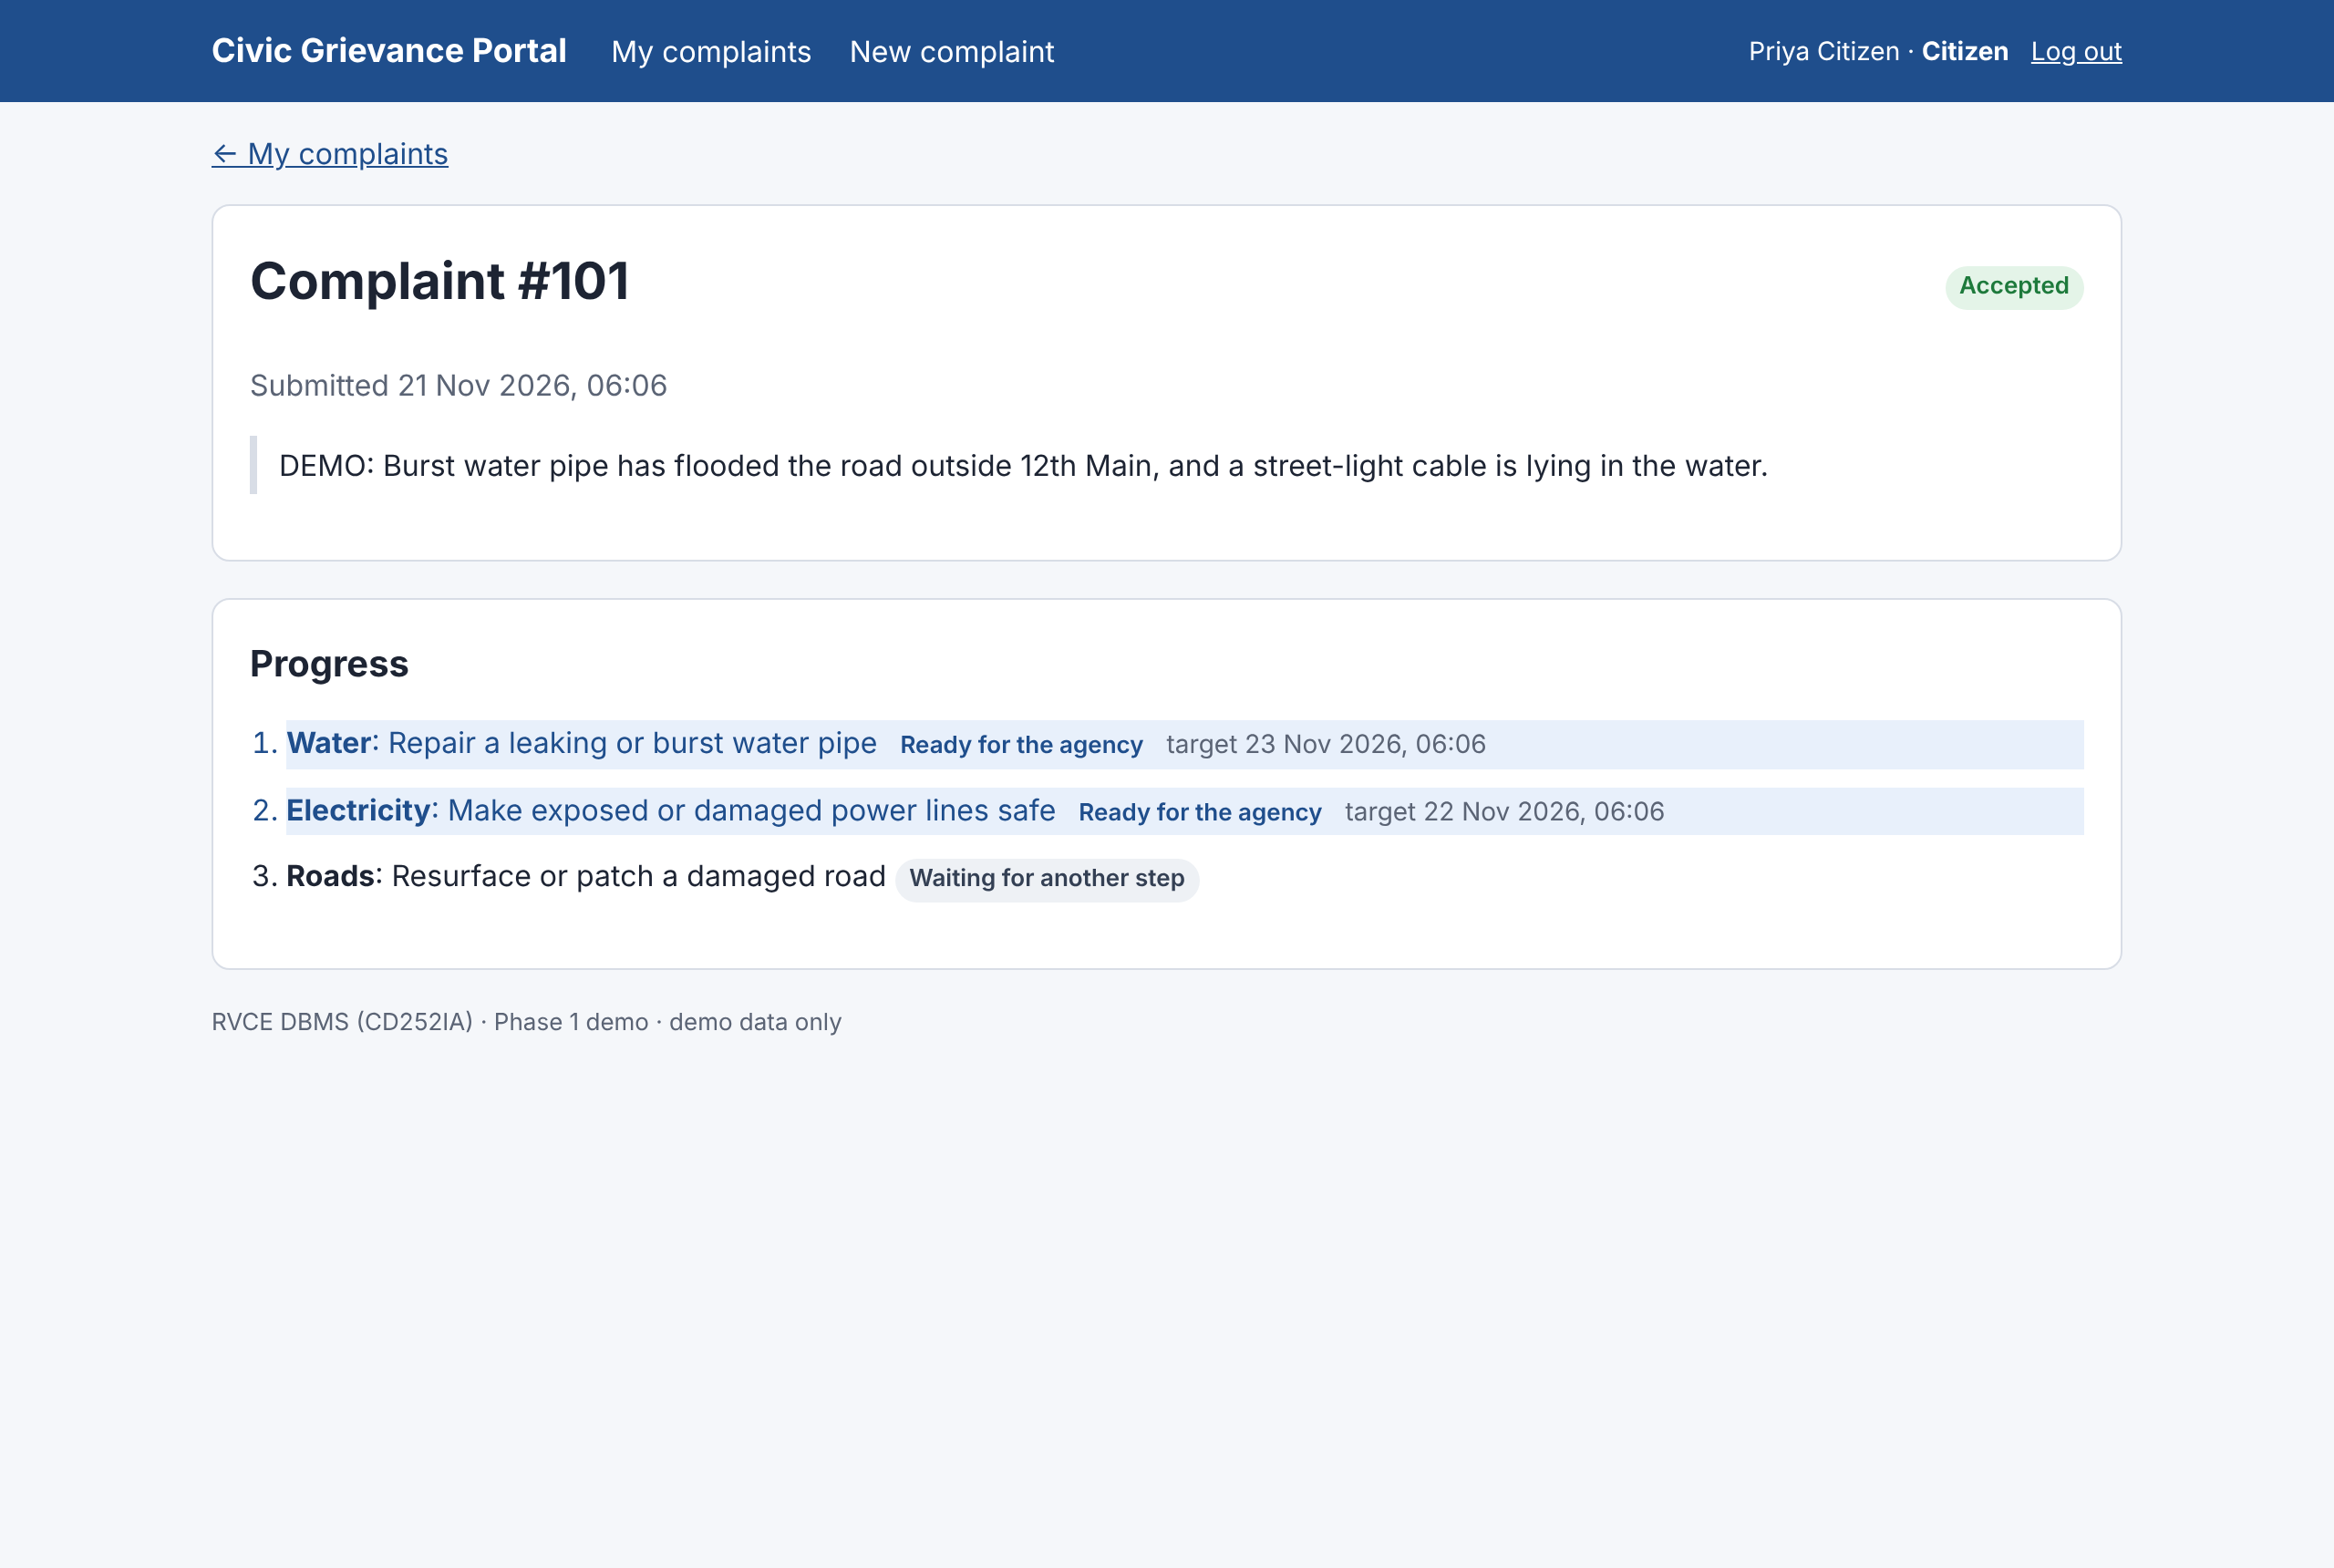 Civic Grievance Portal My complaints New complaint Priya Citizen · Citizen Log out
← My complaints
Complaint #101 Accepted
Submitted 21 Nov 2026, 06:06
DEMO: Burst water pipe has flooded the road outside 12th Main, and a street-light cable is lying in the water.
Progress
1. Water: Repair a leaking or burst water pipe Ready for the agency target 23 Nov 2026, 06:06
2. Electricity: Make exposed or damaged power lines safe Ready for the agency target 22 Nov 2026, 06:06
3. Roads: Resurface or patch a damaged road Waiting for another step
RVCE DBMS (CD252IA) · Phase 1 demo · demo data only